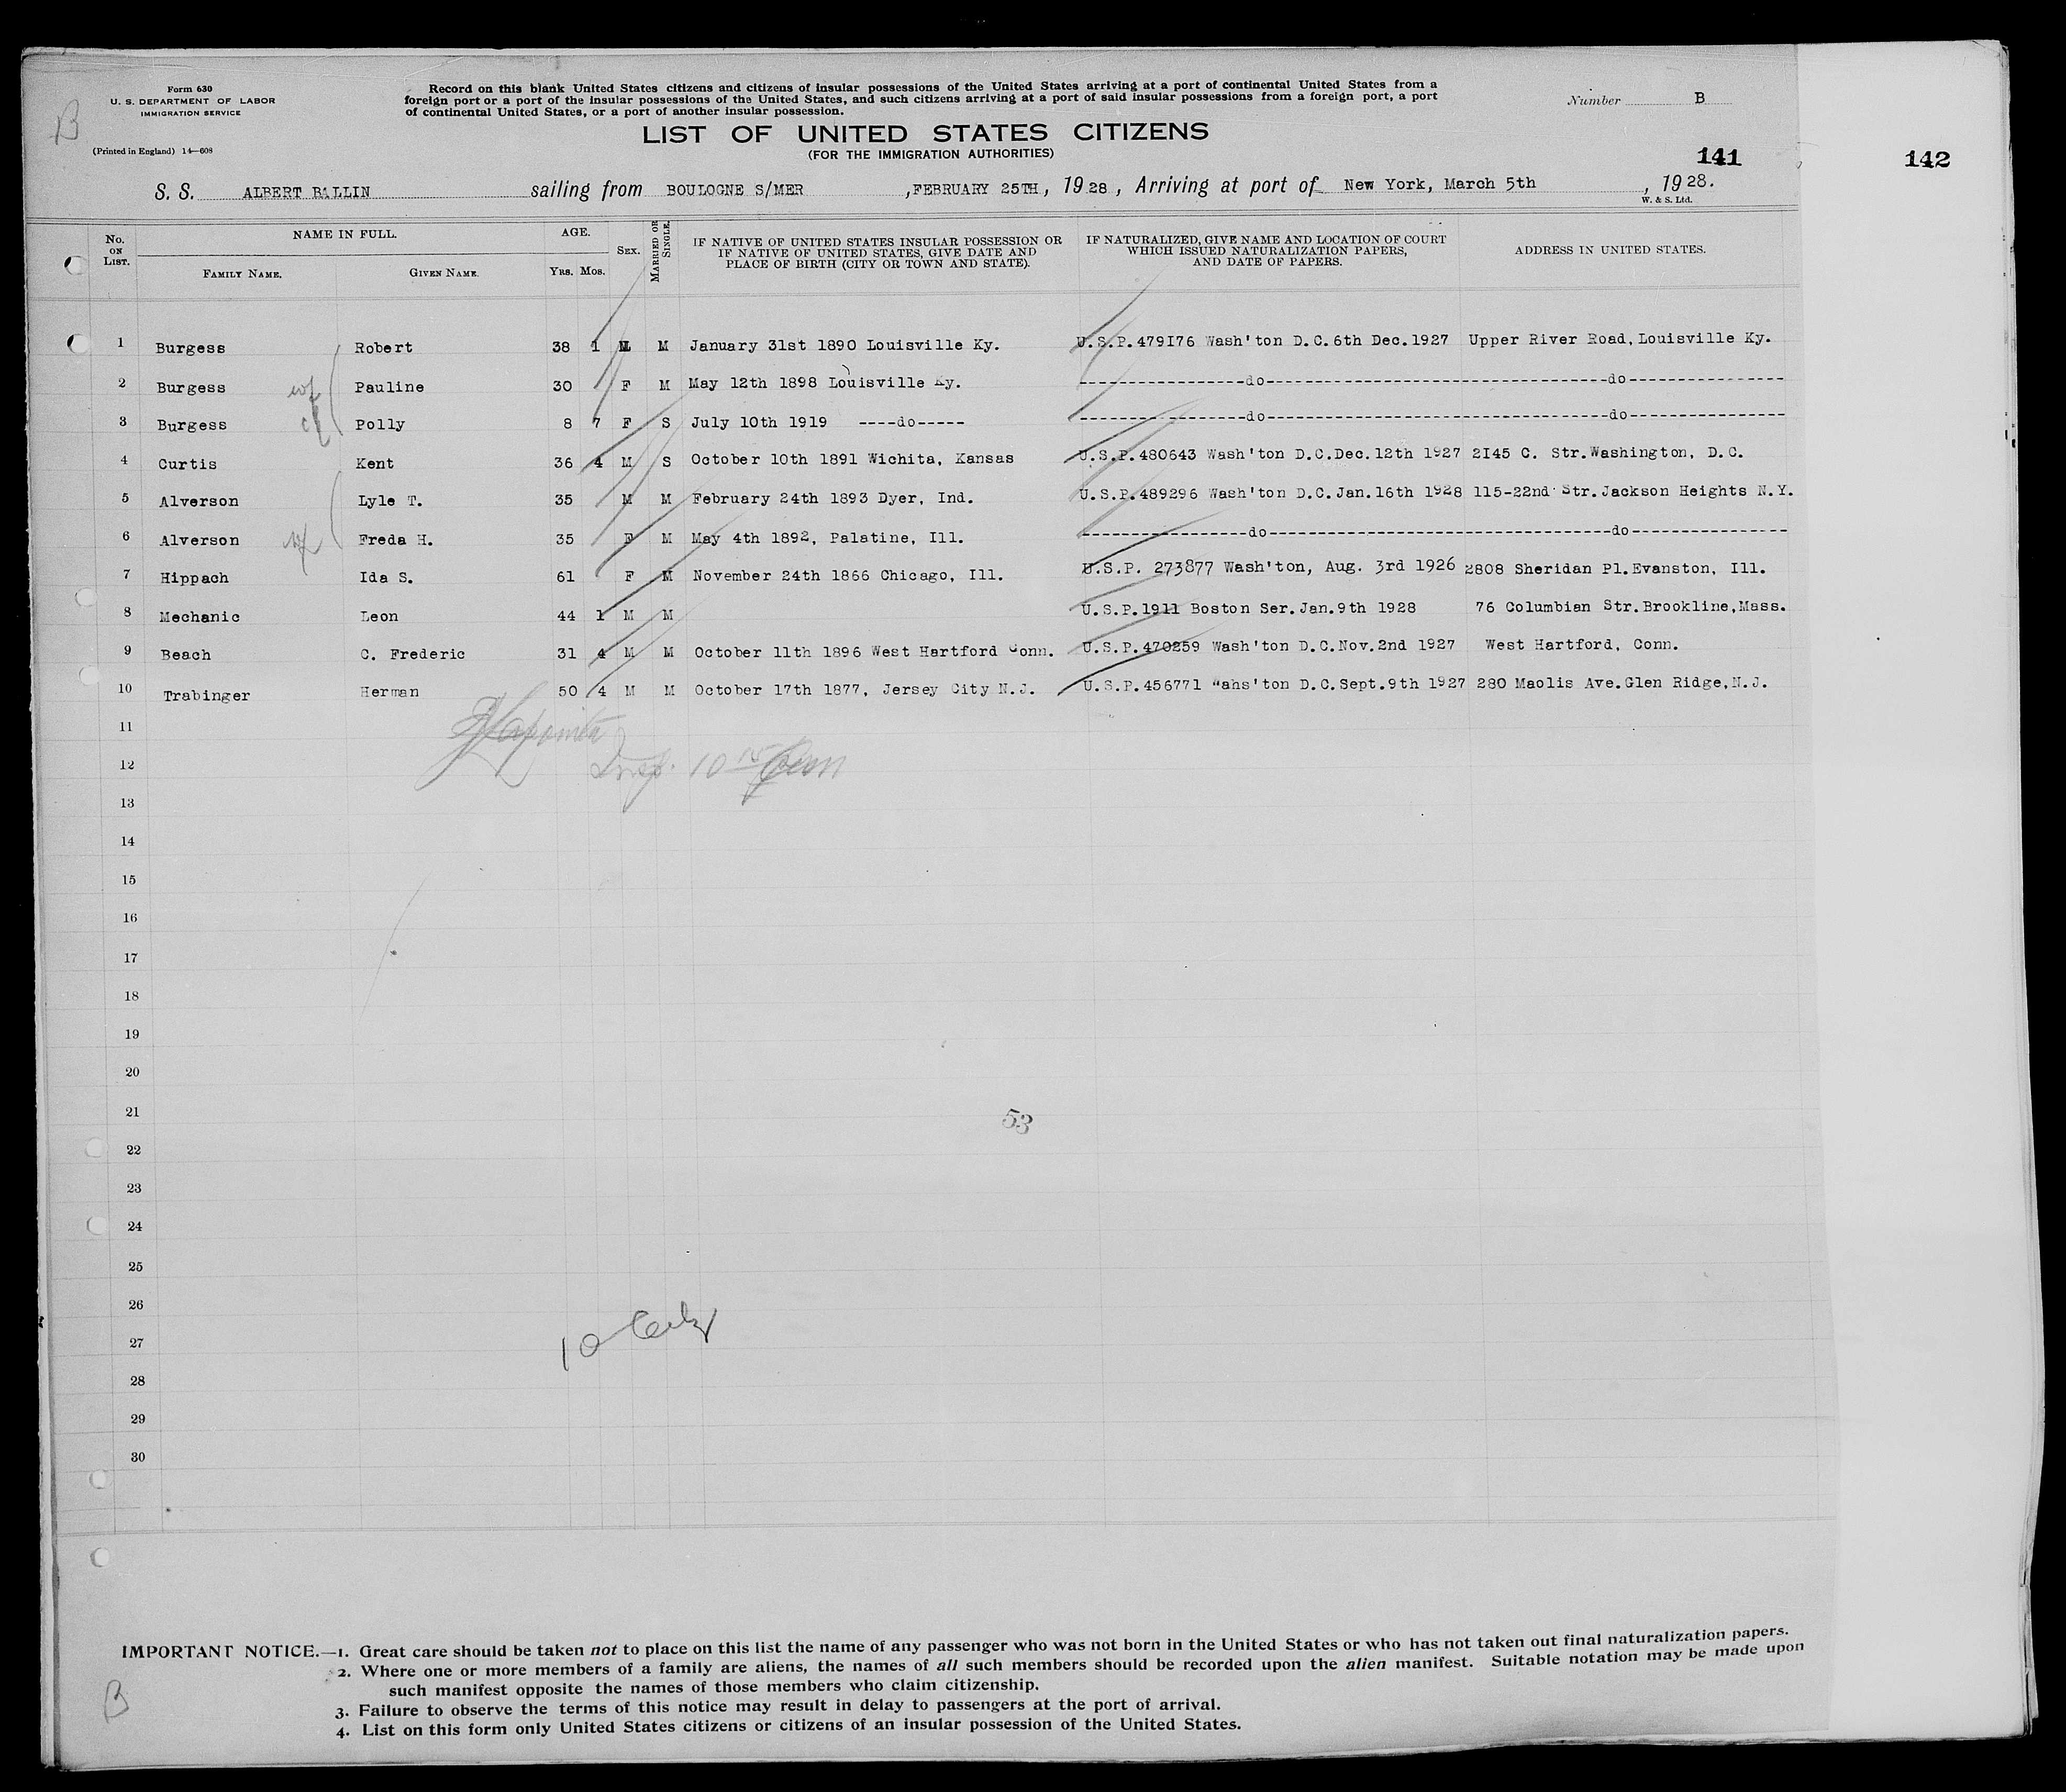 Form 630
U. S. DEPARTMENT OF LABOR
IMMIGRATION SERVICE
(Printed in England) 14—608
B
Record on this blank United States citizens and citizens of insular possessions of the United States arriving at a port of continental United States from a
foreign port or a port of the insular possessions of the United States, and such citizens arriving at a port of said insular possessions from a foreign port, a port
of continental United States, or a port of another insular possession.
Number B
LIST OF UNITED STATES CITIZENS
(FOR THE IMMIGRATION AUTHORITIES)
141 142
S. S. ALBERT BALLIN sailing from BOULOGNE S/MER ,FEBRUARY 25TH, 1928, Arriving at port of New York, March 5th , 1928.
W. & S. Ltd.
No. ON LIST. NAME IN FULL. AGE. SEX. MARRIED OR SINGLE. IF NATIVE OF UNITED STATES INSULAR POSSESSION OR IF NATIVE OF UNITED STATES, GIVE DATE AND PLACE OF BIRTH (CITY OR TOWN AND STATE). IF NATURALIZED, GIVE NAME AND LOCATION OF COURT WHICH ISSUED NATURALIZATION PAPERS, AND DATE OF PAPERS. ADDRESS IN UNITED STATES.
FAMILY NAME. GIVEN NAME. YRS. MOS.
1 Burgess Robert 38 1 M M January 31st 1890 Louisville Ky. U.S.P.479176 Wash'ton D.C.6th Dec.1927 Upper River Road,Louisville Ky.
2 Burgess wf Pauline 30 F M May 12th 1898 Louisville Ky. -----do----- -----do-----
3 Burgess Polly 8 7 F S July 10th 1919 ----do----- -----do----- -----do-----
4 Curtis Kent 36 4 M S October 10th 1891 Wichita, Kansas U.S.P.480643 Wash'ton D.C.Dec.12th 1927 2145 C. Str.Washington, D.C.
5 Alverson Lyle T. 35 M M February 24th 1893 Dyer, Ind. U.S.P.489296 Wash'ton D.C.Jan.16th 1928 115-22nd Str.Jackson Heights N.Y.
6 Alverson wf Freda H. 35 F M May 4th 1892, Palatine, Ill. -----do----- -----do-----
7 Hippach Ida S. 61 F M November 24th 1866 Chicago, Ill. U.S.P. 273877 Wash'ton, Aug. 3rd 1926 2808 Sheridan Pl.Evanston, Ill.
8 Mechanic Leon 44 1 M M U.S.P.1911 Boston Ser.Jan.9th 1928 76 Columbian Str.Brookline,Mass.
9 Beach C. Frederic 31 4 M M October 11th 1896 West Hartford Conn. U.S.P.470259 Wash'ton D.C.Nov.2nd 1927 West Hartford, Conn.
10 Trabinger Herman 50 4 M M October 17th 1877, Jersey City N.J. U.S.P.456771 "ahs'ton D.C.Sept.9th 1927 280 Maolis Ave.Glen Ridge,N.J.
11
12 Insp. 10 15
13
14
15
16
17
18
19
20
21 53
22
23
24
25
26
27 10
28
29
30
IMPORTANT NOTICE.—1. Great care should be taken not to place on this list the name of any passenger who was not born in the United States or who has not taken out final naturalization papers.
2. Where one or more members of a family are aliens, the names of all such members should be recorded upon the alien manifest. Suitable notation may be made upon
such manifest opposite the names of those members who claim citizenship.
3. Failure to observe the terms of this notice may result in delay to passengers at the port of arrival.
4. List on this form only United States citizens or citizens of an insular possession of the United States.
B